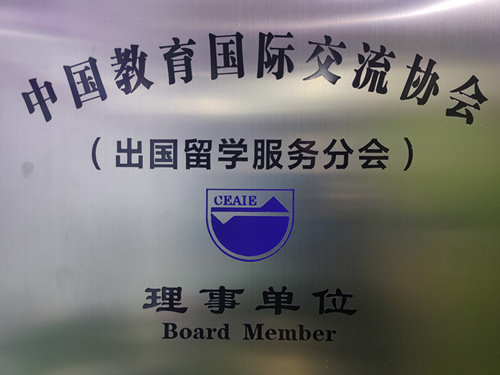 中国教育国际交流协会
（出国留学服务分会）
CEAIE
理事单位
Board Member